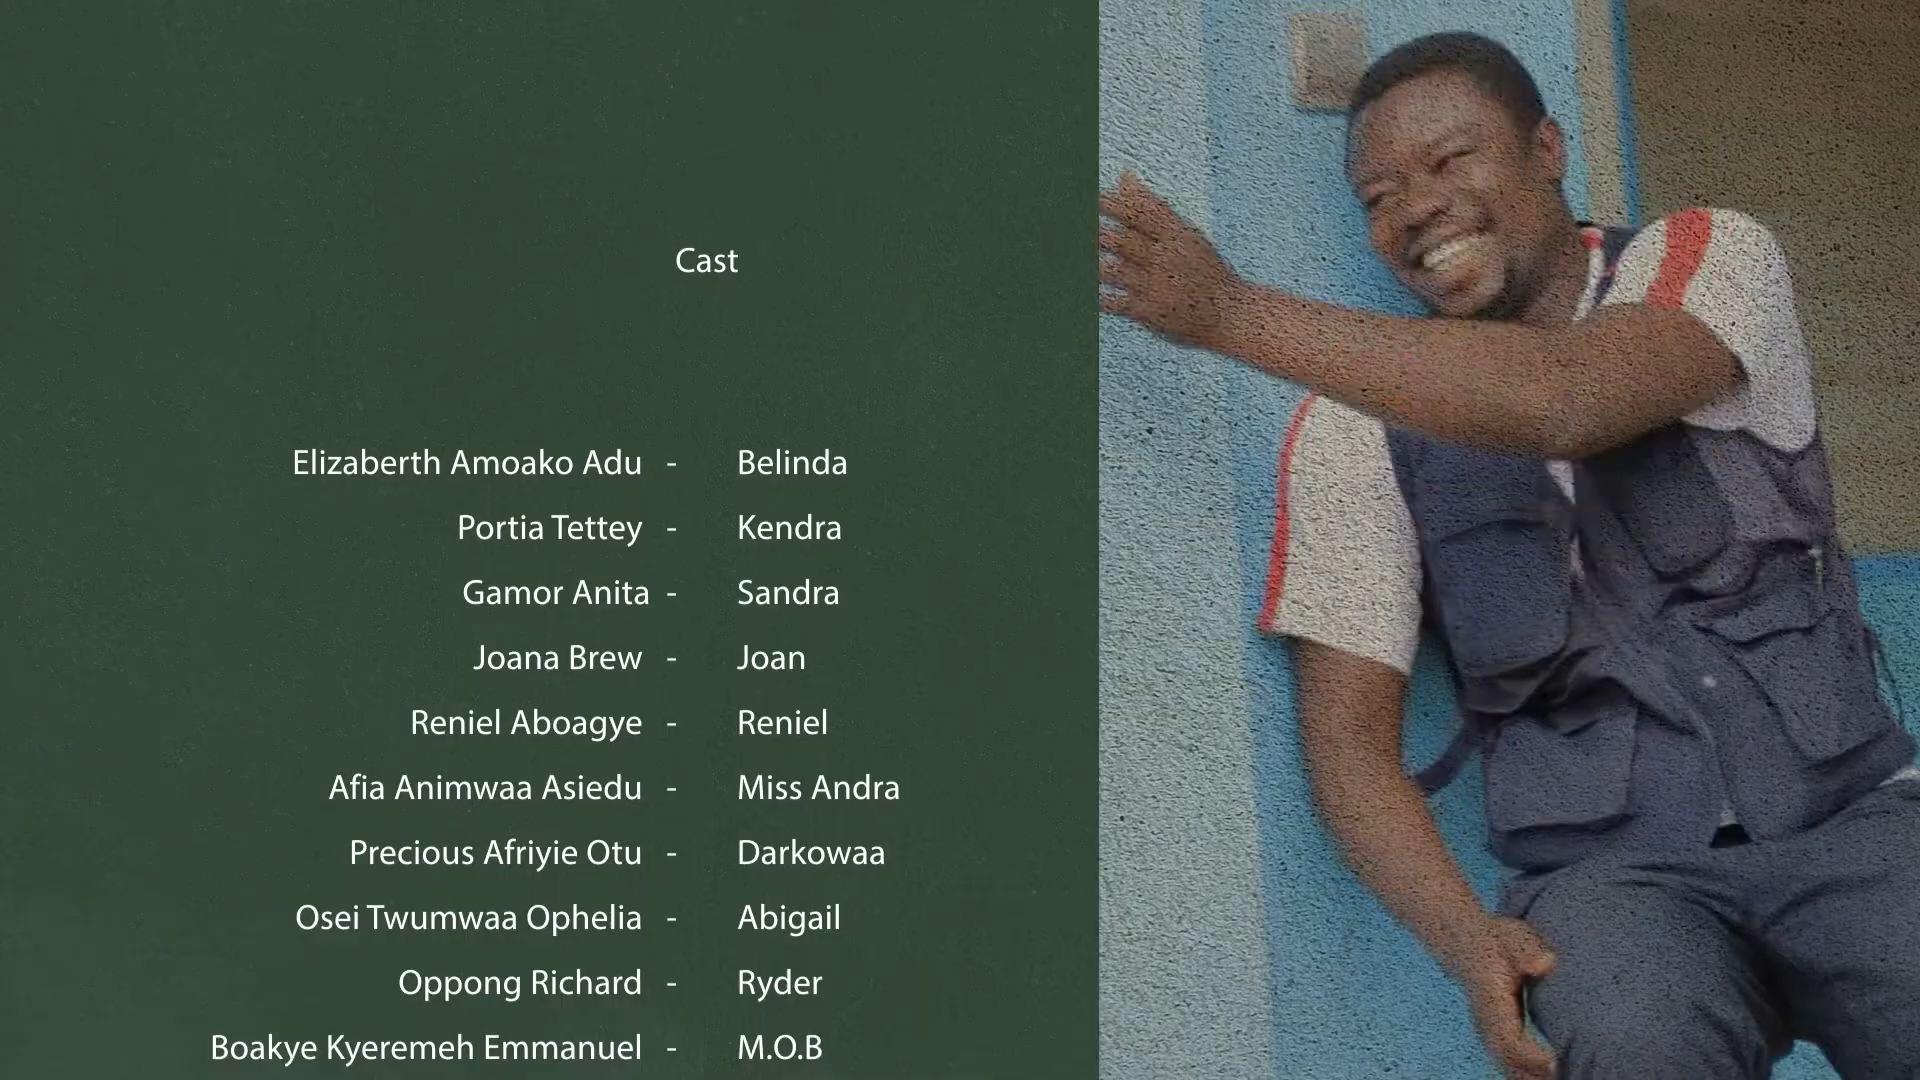 Cast
Elizaberth Amoako Adu - Belinda
Portia Tettey - Kendra
Gamor Anita - Sandra
Joana Brew - Joan
Reniel Aboagye - Reniel
Afia Animwaa Asiedu - Miss Andra
Precious Afriyie Otu - Darkowaa
Osei Twumwaa Ophelia - Abigail
Oppong Richard - Ryder
Boakye Kyeremeh Emmanuel - M.O.B